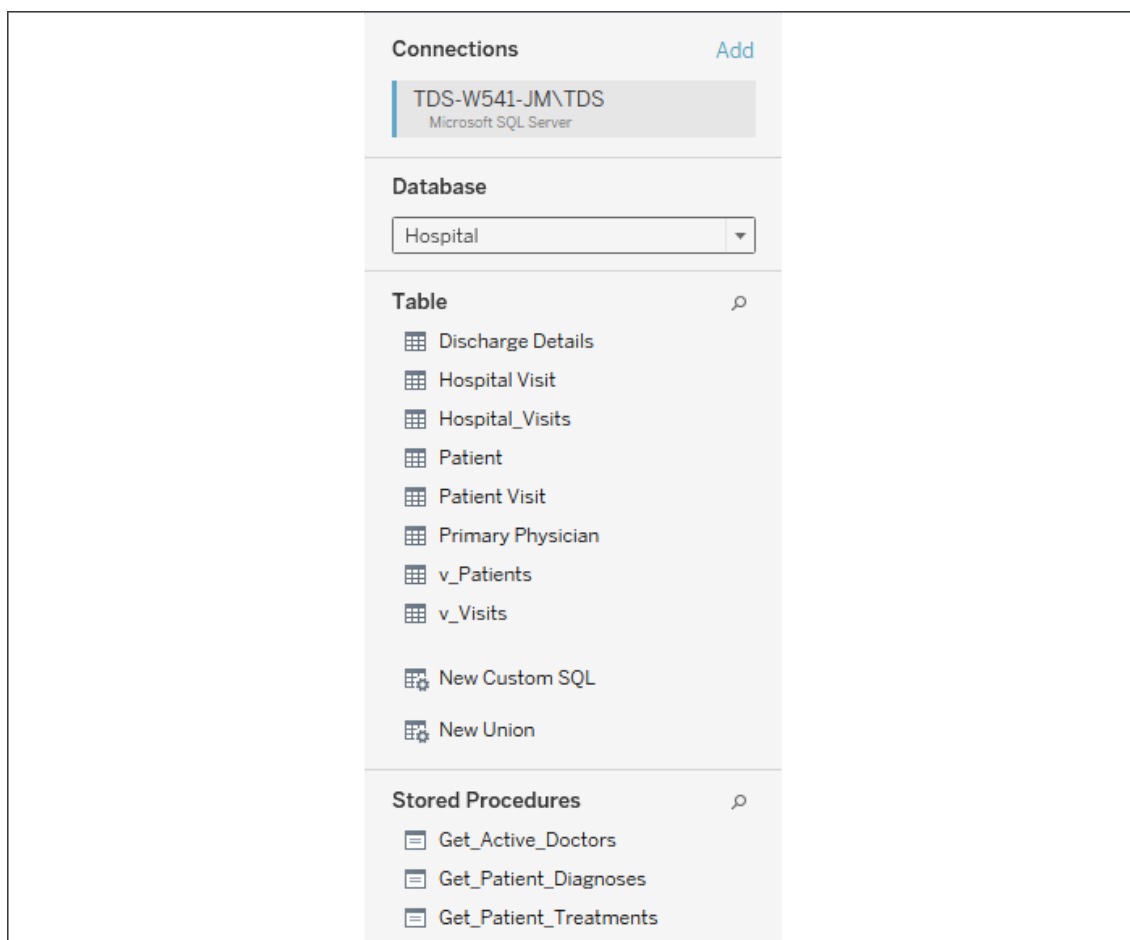 Connections Add
TDS-W541-JM\TDS
Microsoft SQL Server
Database
Hospital
Table
Discharge Details
Hospital Visit
Hospital_Visits
Patient
Patient Visit
Primary Physician
v_Patients
v_Visits
New Custom SQL
New Union
Stored Procedures
Get_Active_Doctors
Get_Patient_Diagnoses
Get_Patient_Treatments